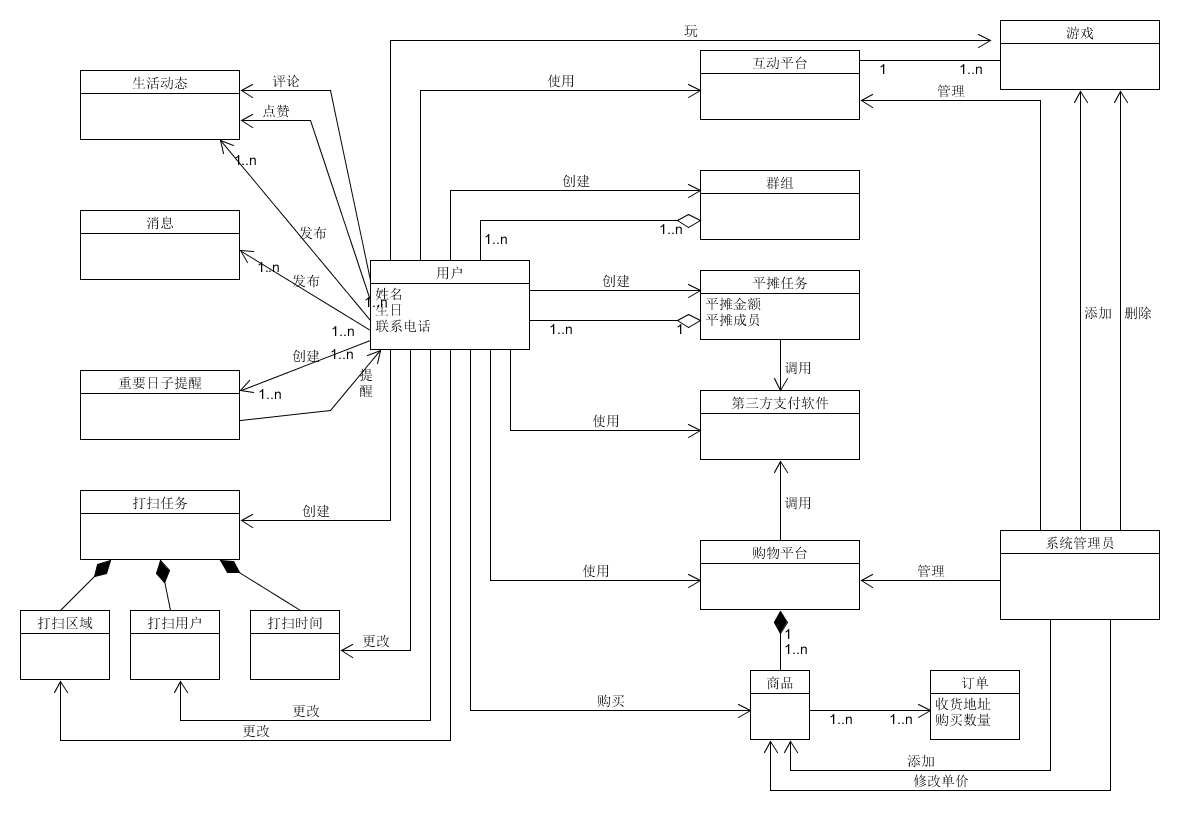 玩
游戏
互动平台
1
1..n
生活动态
评论
使用
管理
点赞
1..n
创建
群组
消息
发布
1..n
1..n
1..n
发布
用户
姓名
生日
联系电话
1..n
1..n
1..n
创建
平摊任务
平摊金额
平摊成员
1..n
1
添加
删除
创建
1..n
提
醒
重要日子提醒
调用
第三方支付软件
使用
打扫任务
创建
调用
购物平台
系统管理员
使用
管理
打扫区域
打扫用户
打扫时间
更改
1
1..n
商品
订单
收货地址
购买数量
购买
1..n
1..n
更改
更改
添加
修改单价